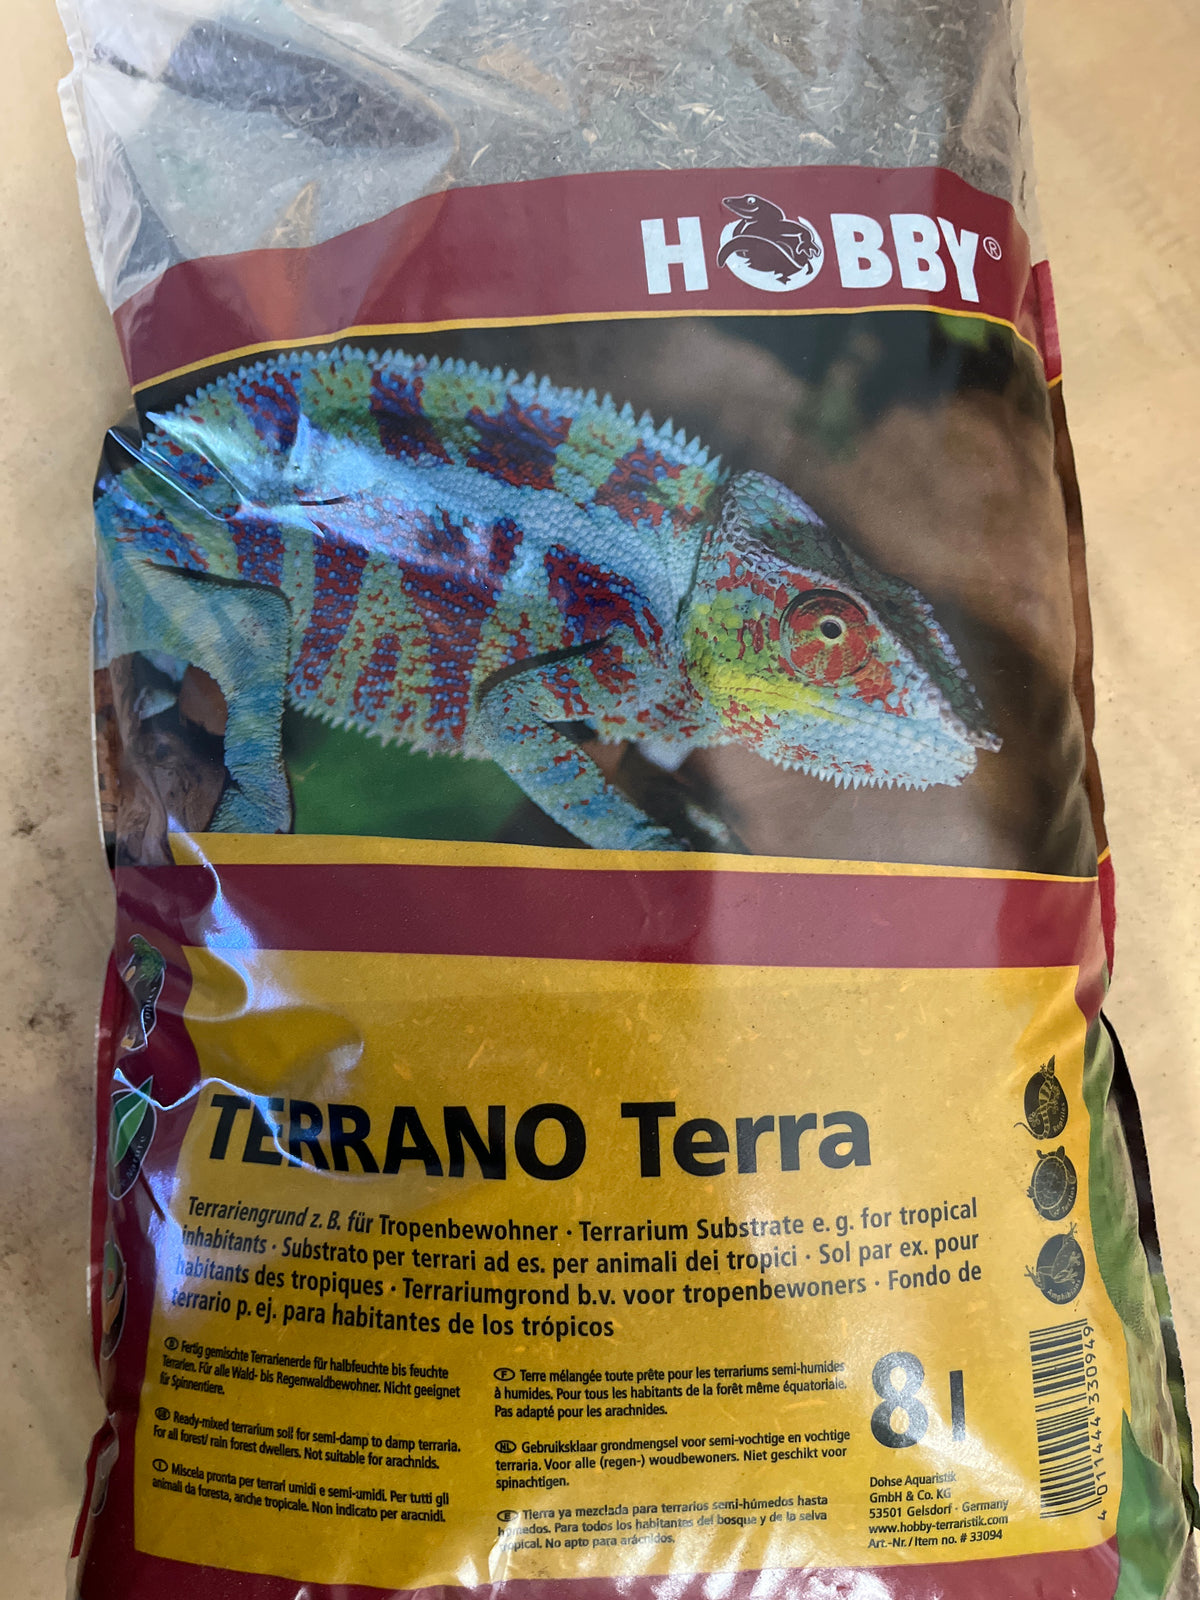 HOBBY®
TERRANO Terra
Terrariengrund z. B. für Tropenbewohner · Terrarium Substrate e. g. for tropical
inhabitants · Substrato per terrari ad es. per animali dei tropici · Sol par ex. pour
habitants des tropiques · Terrariumgrond b.v. voor tropenbewoners · Fondo de
terrario p. ej. para habitantes de los trópicos
D Fertig gemischte Terrarienerde für halbfeuchte bis feuchte
Terrarien. Für alle Wald- bis Regenwaldbewohner. Nicht geeignet
für Spinnentiere.
GB Ready-mixed terrarium soil for semi-damp to damp terraria.
For all forest/ rain forest dwellers. Not suitable for arachnids.
I Miscela pronta per terrari umidi e semi-umidi. Per tutti gli
animali da foresta, anche tropicale. Non indicato per aracnidi.
F Terre mélangée toute prête pour les terrariums semi-humides
à humides. Pour tous les habitants de la forêt même équatoriale.
Pas adapté pour les arachnides.
NL Gebruiksklaar grondmengsel voor semi-vochtige en vochtige
terraria. Voor alle (regen-) woudbewoners. Niet geschikt voor
spinachtigen.
E Tierra ya mezclada para terrarios semi-húmedos hasta
húmedos. Para todos los habitantes del bosque y de la selva
tropical. No apto para arácnidos.
8 l
Dohse Aquaristik
GmbH & Co. KG
53501 Gelsdorf · Germany
www.hobby-terraristik.com
Art.-Nr./Item no. # 33094
Reptiles
Turtles
Amphibians
4 011444 330949
Nature